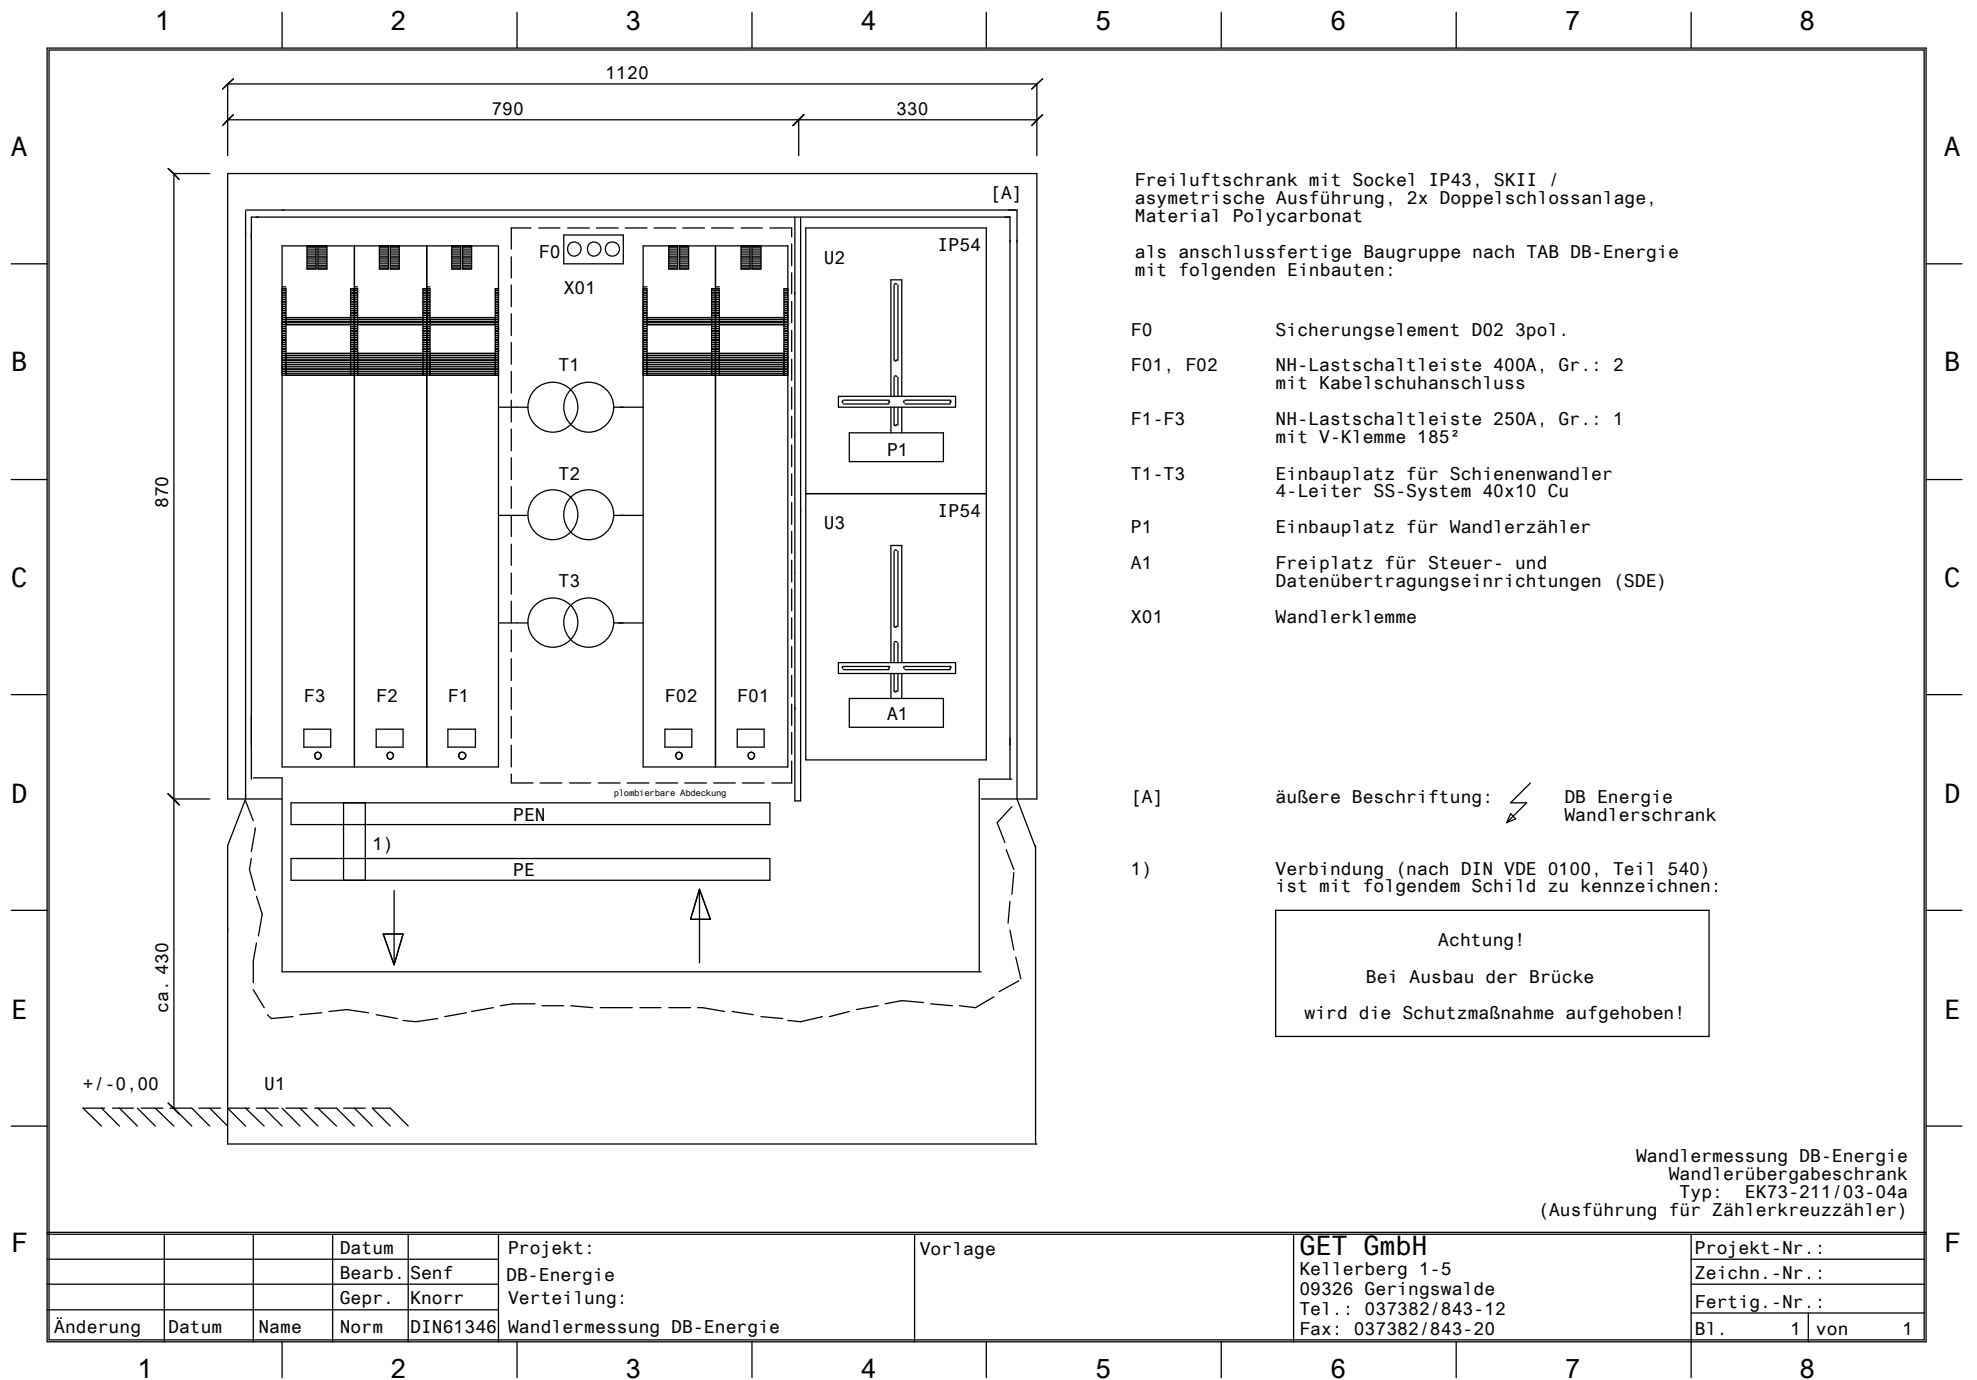 1 2 3 4 5 6 7 8
1120
790 330
A A
[A]
Freiluftschrank mit Sockel IP43, SKII /
asymetrische Ausführung, 2x Doppelschlossanlage,
Material Polycarbonat
als anschlussfertige Baugruppe nach TAB DB-Energie
mit folgenden Einbauten:
F0
X01
U2 IP54
F0 Sicherungselement D02 3pol.
B B
F01, F02 NH-Lastschaltleiste 400A, Gr.: 2
mit Kabelschuhanschluss
T1
P1
F1-F3 NH-Lastschaltleiste 250A, Gr.: 1
mit V-Klemme 185²
T2
870
T1-T3 Einbauplatz für Schienenwandler
4-Leiter SS-System 40x10 Cu
U3 IP54
P1 Einbauplatz für Wandlerzähler
C C
T3
A1 Freiplatz für Steuer- und
Datenübertragungseinrichtungen (SDE)
X01 Wandlerklemme
F3 F2 F1 F02 F01
A1
plombierbare Abdeckung
D D
[A] äußere Beschriftung: DB Energie
Wandlerschrank
PEN
1)
PE
1) Verbindung (nach DIN VDE 0100, Teil 540)
ist mit folgendem Schild zu kennzeichnen:
Achtung!
Bei Ausbau der Brücke
wird die Schutzmaßnahme aufgehoben!
ca. 430
E E
+/-0,00 U1
Wandlermessung DB-Energie
Wandlerübergabeschrank
Typ: EK73-211/03-04a
(Ausführung für Zählerkreuzzähler)
F F
Datum
Bearb. Senf
Gepr. Knorr
Änderung Datum Name Norm DIN61346
Projekt:
DB-Energie
Verteilung:
Wandlermessung DB-Energie
Vorlage
GET GmbH
Kellerberg 1-5
09326 Geringswalde
Tel.: 037382/843-12
Fax: 037382/843-20
Projekt-Nr.:
Zeichn.-Nr.:
Fertig.-Nr.:
Bl. 1 von 1
1 2 3 4 5 6 7 8